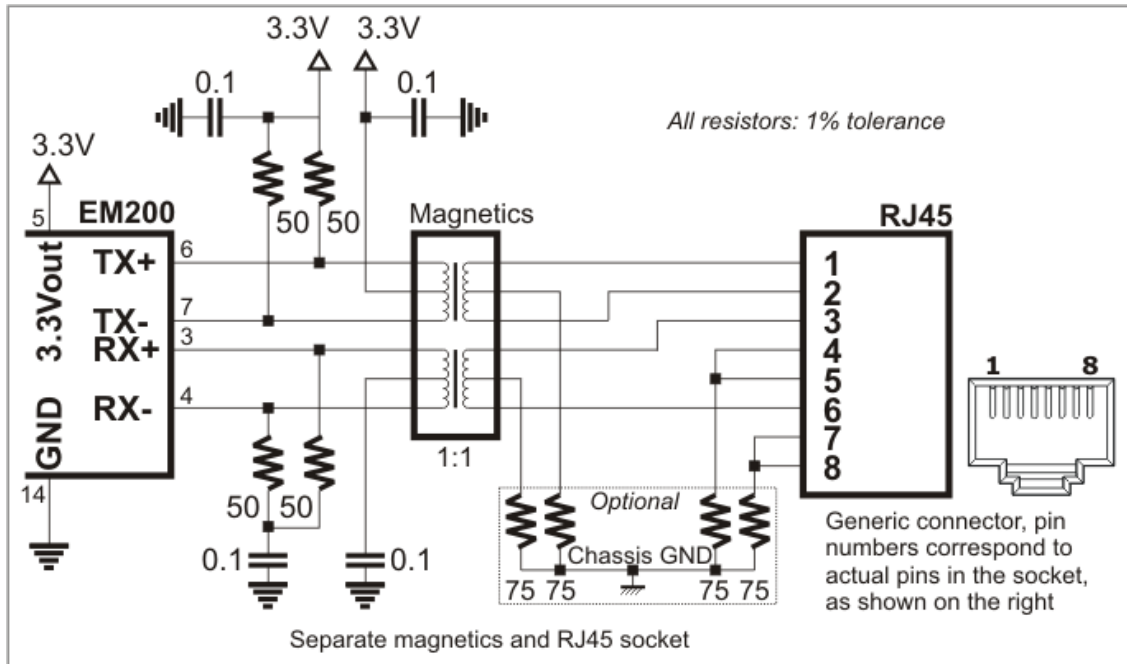 3.3V 3.3V
0.1 0.1
All resistors: 1% tolerance
3.3V
5 EM200 50 50 Magnetics RJ45
3.3Vout
TX+ 6
TX- 7
RX+ 3
RX- 4
GND
14
1:1
1
2
3
4
5
6
7
8
1 8
50 50
0.1 0.1
Optional
Chassis GND
75 75 75 75
Generic connector, pin
numbers correspond to
actual pins in the socket,
as shown on the right
Separate magnetics and RJ45 socket